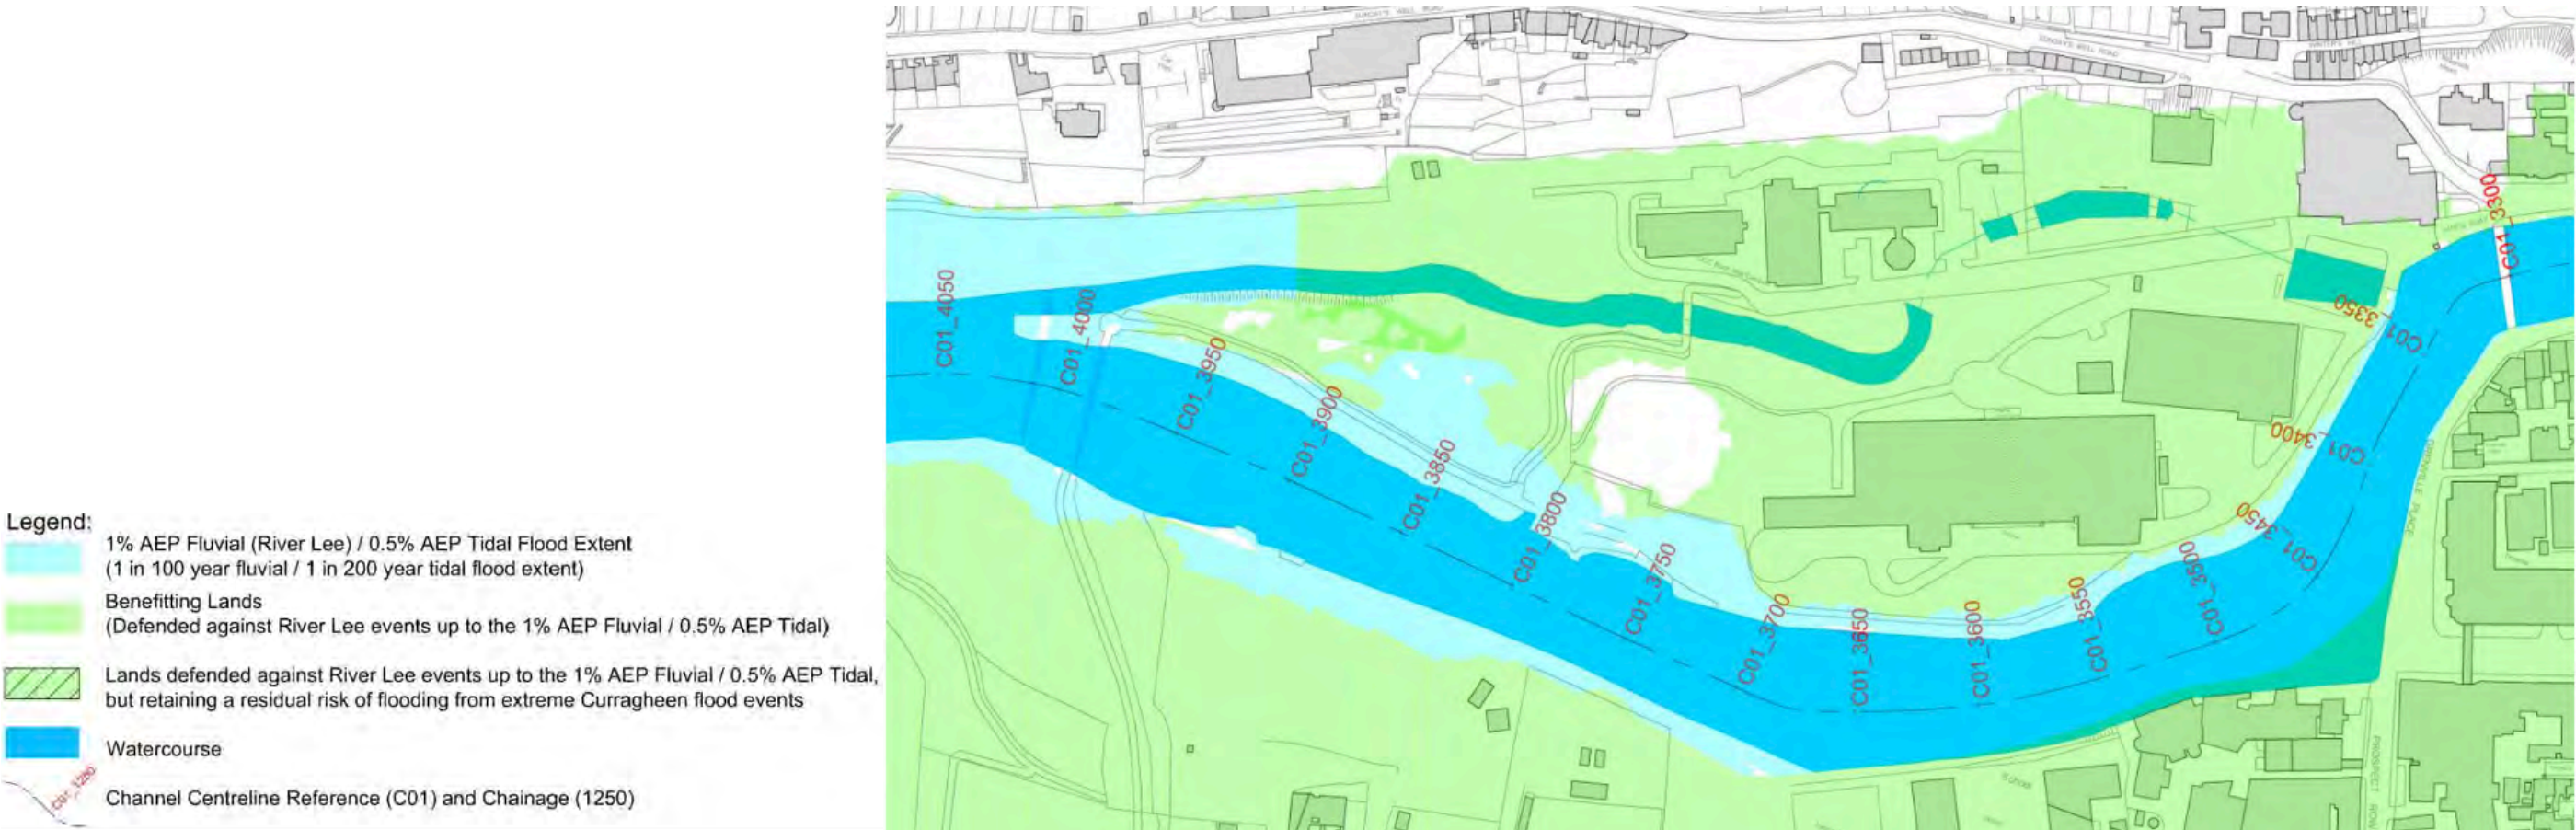 Legend:
1% AEP Fluvial (River Lee) / 0.5% AEP Tidal Flood Extent
(1 in 100 year fluvial / 1 in 200 year tidal flood extent)
Benefitting Lands
(Defended against River Lee events up to the 1% AEP Fluvial / 0.5% AEP Tidal)
Lands defended against River Lee events up to the 1% AEP Fluvial / 0.5% AEP Tidal,
but retaining a residual risk of flooding from extreme Curragheen flood events
Watercourse
Channel Centreline Reference (C01) and Chainage (1250)
C01_4050
C01_4000
C01_3950
C01_3900
C01_3850
C01_3800
C01_3750
C01_3700
C01_3650
C01_3600
C01_3550
C01_3500
C01_3450
C01_3400
C01_3350
C01_3300
GRENVILLE PLACE
PROSPECT ROW